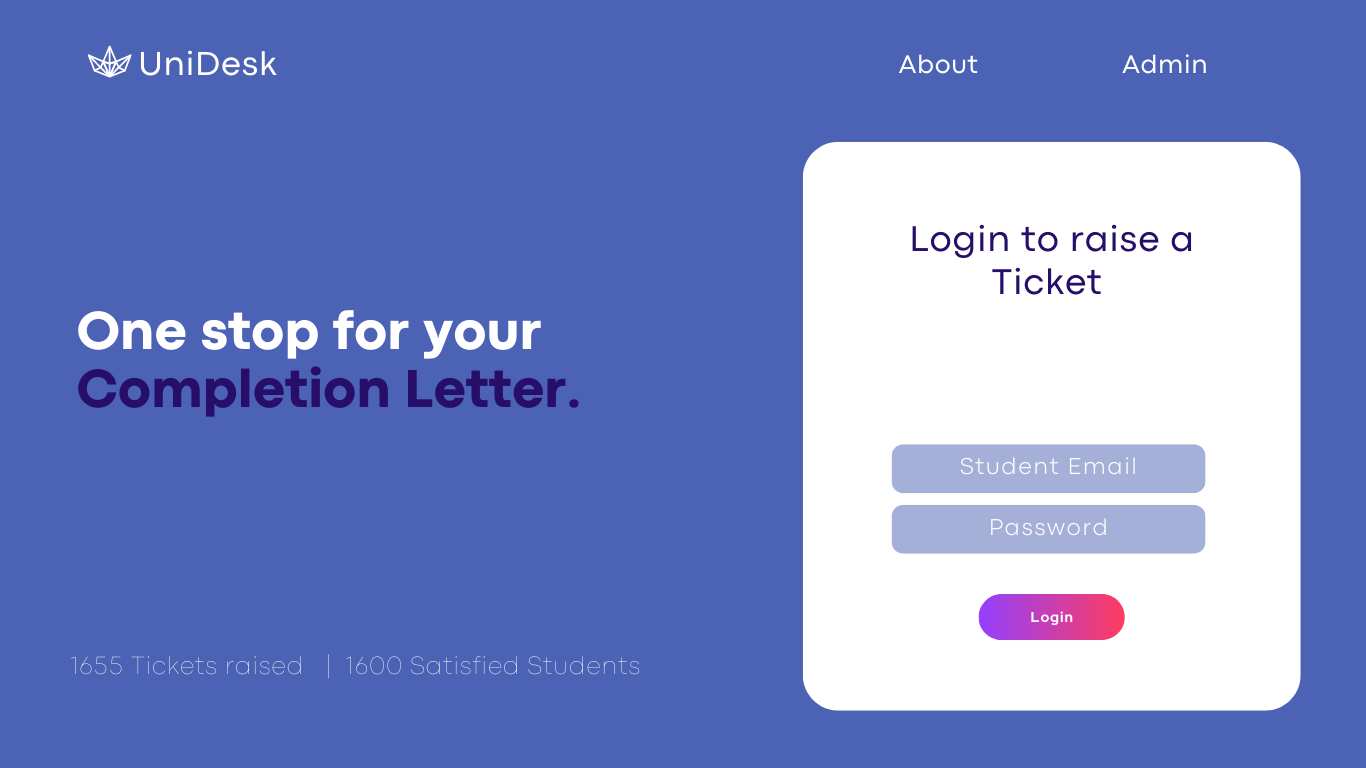 UniDesk
About
Admin
One stop for your
Completion Letter.
1655 Tickets raised | 1600 Satisfied Students
Login to raise a
Ticket
Student Email
Password
Login